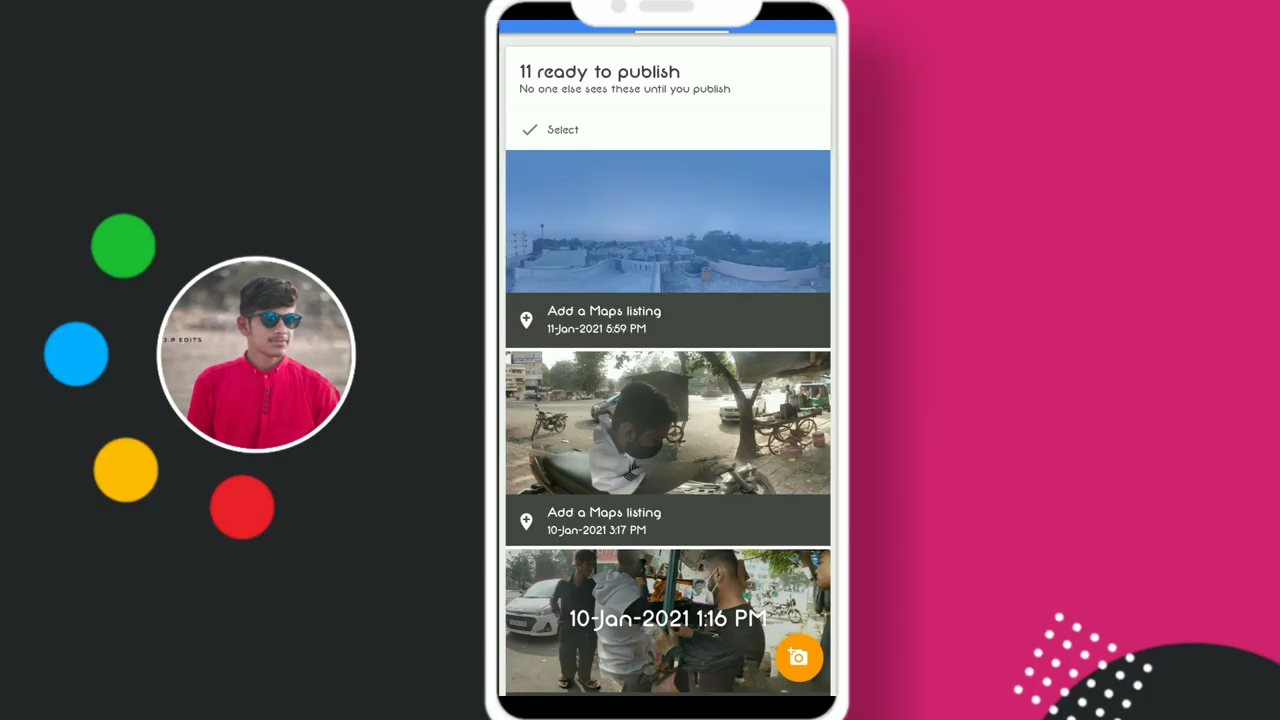 11 ready to publish
No one else sees these until you publish
Select
Add a Maps listing
11-Jan-2021 5:59 PM
J.P EDITS
Add a Maps listing
10-Jan-2021 3:17 PM
10-Jan-2021 1:16 PM